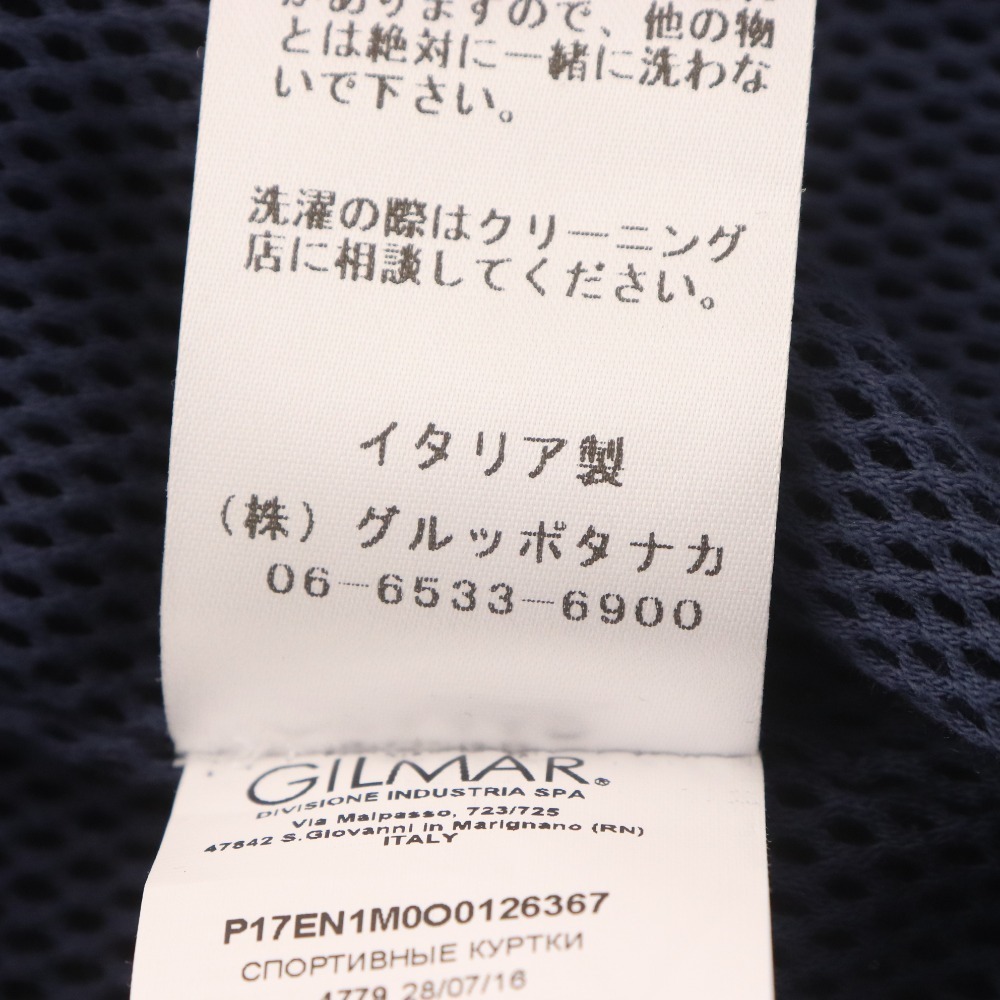 がありますので、他の物
とは絶対に一緒に洗わな
いで下さい。
洗濯の際はクリーニング
店に相談してください。
イタリア製
（株）グルッポタナカ
06-6533-6900
GILMAR®
DIVISIONE INDUSTRIA SPA
Via Malpasso, 723/725
47842 S.Giovanni in Marignano (RN)
ITALY
P17EN1M0O0126367
СПОРТИВНЫЕ КУРТКИ
4779 28/07/16